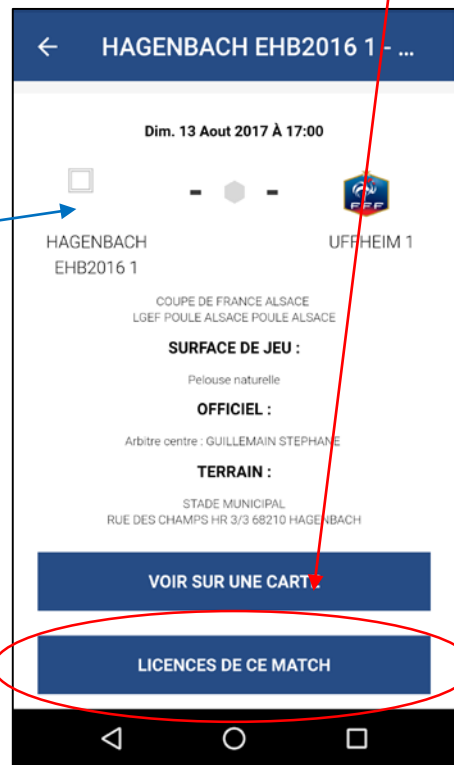 HAGENBACH EHB2016 1 - ...
Dim. 13 Aout 2017 À 17:00
- -
FFF
HAGENBACH
EHB2016 1
UFFHEIM 1
COUPE DE FRANCE ALSACE
LGEF POULE ALSACE POULE ALSACE
SURFACE DE JEU :
Pelouse naturelle
OFFICIEL :
Arbitre centre : GUILLEMAIN STEPHANE
TERRAIN :
STADE MUNICIPAL
RUE DES CHAMPS HR 3/3 68210 HAGENBACH
VOIR SUR UNE CARTE
LICENCES DE CE MATCH